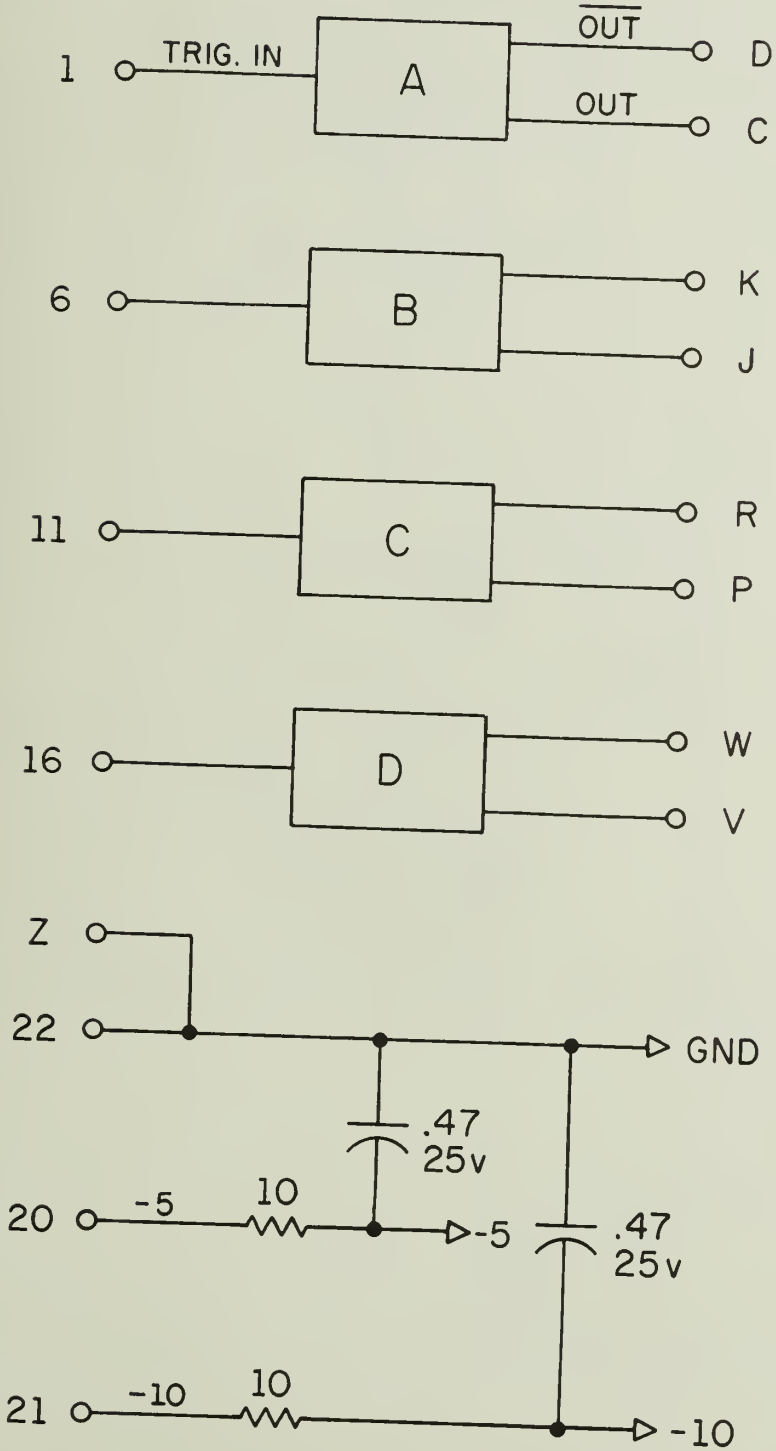 1 TRIG. IN A OUT D
OUT C
6 B K
J
11 C R
P
16 D W
V
Z
22 GND
.47
25v
20 -5 10 -5
.47
25v
21 -10 10 -10